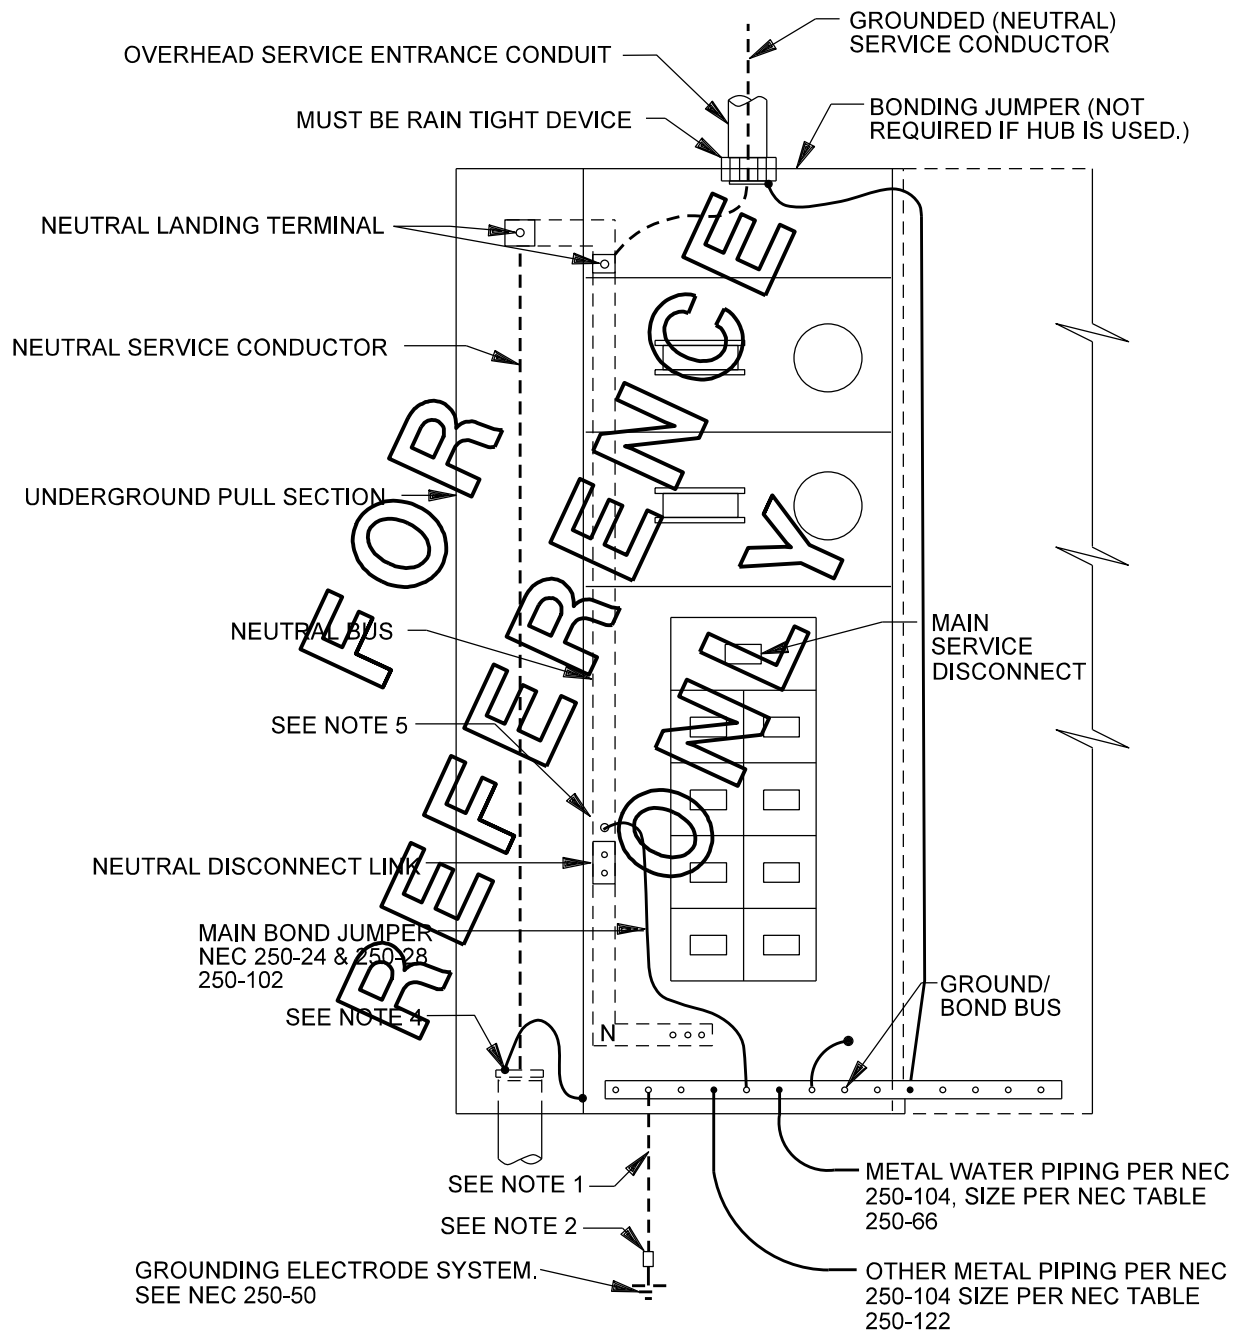 GROUNDED (NEUTRAL)
SERVICE CONDUCTOR
OVERHEAD SERVICE ENTRANCE CONDUIT
MUST BE RAIN TIGHT DEVICE
BONDING JUMPER (NOT
REQUIRED IF HUB IS USED.)
NEUTRAL LANDING TERMINAL
NEUTRAL SERVICE CONDUCTOR
UNDERGROUND PULL SECTION
NEUTRAL BUS
MAIN
SERVICE
DISCONNECT
SEE NOTE 5
NEUTRAL DISCONNECT LINK
MAIN BOND JUMPER
NEC 250-24 & 250-28
250-102
SEE NOTE 4
GROUND/
BOND BUS
N
SEE NOTE 1
SEE NOTE 2
GROUNDING ELECTRODE SYSTEM.
SEE NEC 250-50
METAL WATER PIPING PER NEC
250-104, SIZE PER NEC TABLE
250-66
OTHER METAL PIPING PER NEC
250-104 SIZE PER NEC TABLE
250-122
FOR
REFERENCE
ONLY